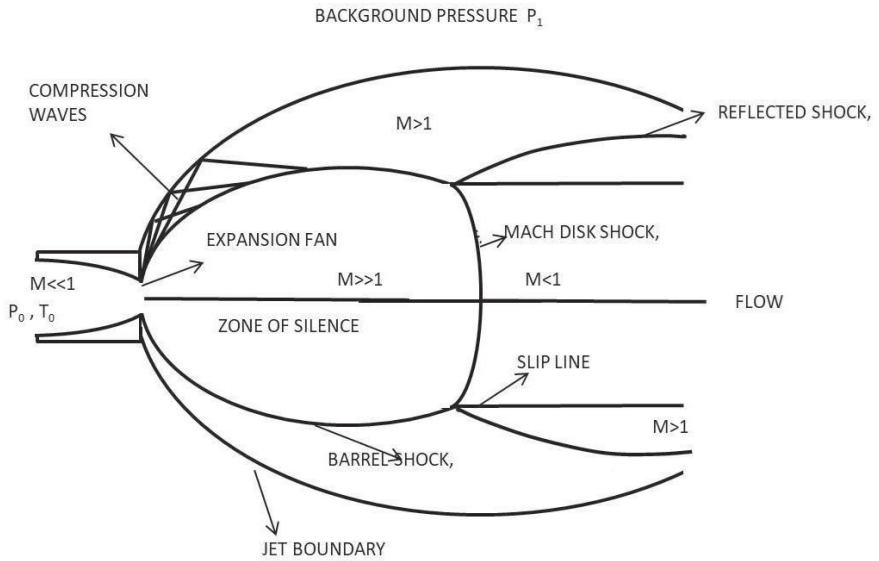 BACKGROUND PRESSURE P₁
COMPRESSION
WAVES
M>1
REFLECTED SHOCK,
EXPANSION FAN
MACH DISK SHOCK,
M<<1
M>>1
M<1
P₀ , T₀
FLOW
ZONE OF SILENCE
SLIP LINE
M>1
BARREL SHOCK,
JET BOUNDARY